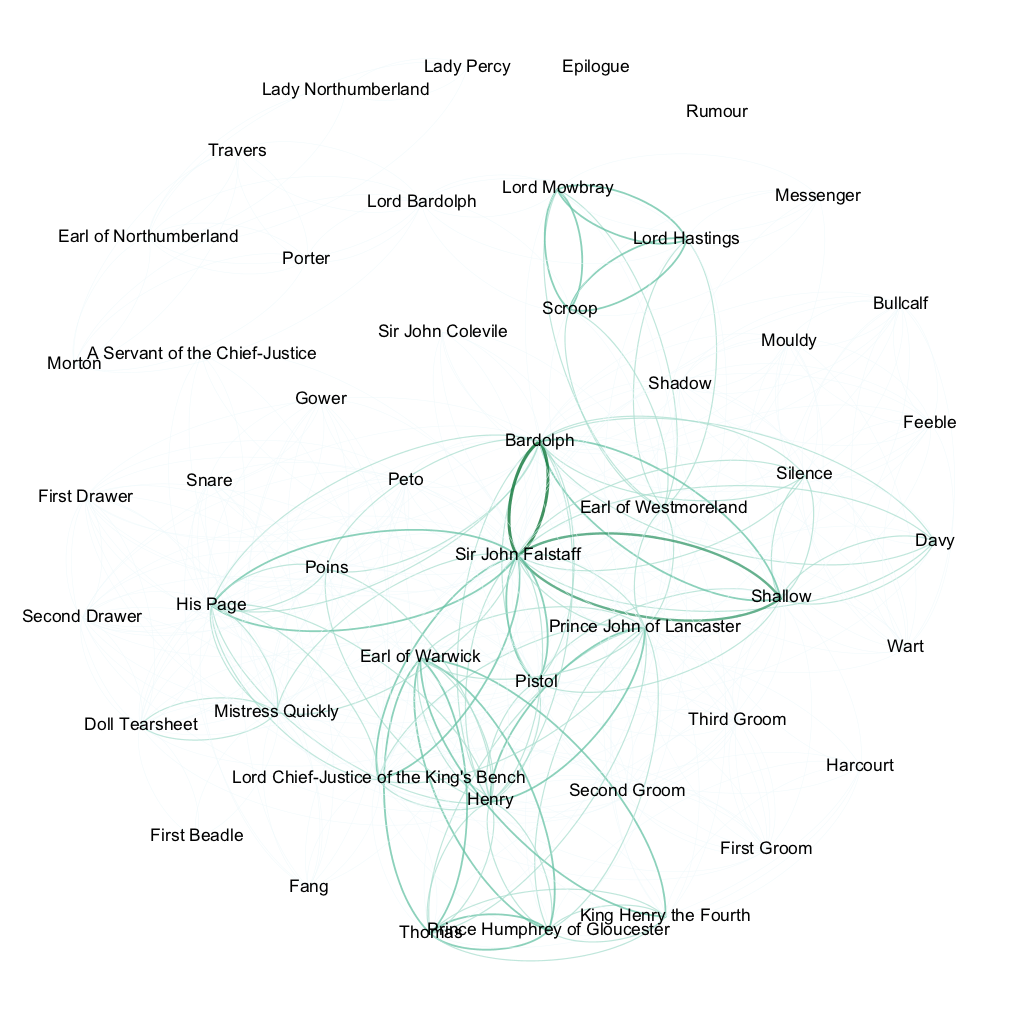 Lady Percy
Epilogue
Lady Northumberland
Rumour
Travers
Lord Mowbray
Messenger
Lord Bardolph
Earl of Northumberland
Lord Hastings
Porter
Bullcalf
Scroop
Sir John Colevile
Mouldy
A Servant of the Chief-Justice
Morton
Shadow
Gower
Feeble
Bardolph
Silence
Snare
Peto
First Drawer
Earl of Westmoreland
Davy
Sir John Falstaff
Poins
Shallow
His Page
Second Drawer
Prince John of Lancaster
Wart
Earl of Warwick
Pistol
Mistress Quickly
Third Groom
Doll Tearsheet
Harcourt
Lord Chief-Justice of the King's Bench
Second Groom
Henry
First Beadle
First Groom
Fang
King Henry the Fourth
Prince Humphrey of Gloucester
Thomas